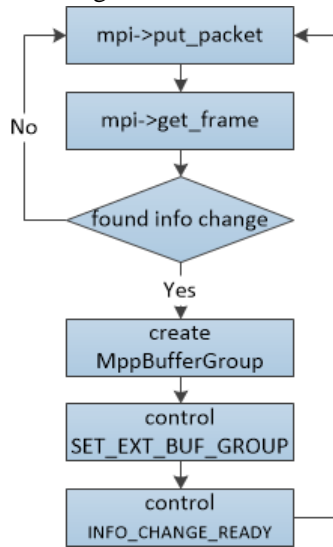 mpi->put_packet
No
mpi->get_frame
found info change
Yes
create
MppBufferGroup
control
SET_EXT_BUF_GROUP
control
INFO_CHANGE_READY